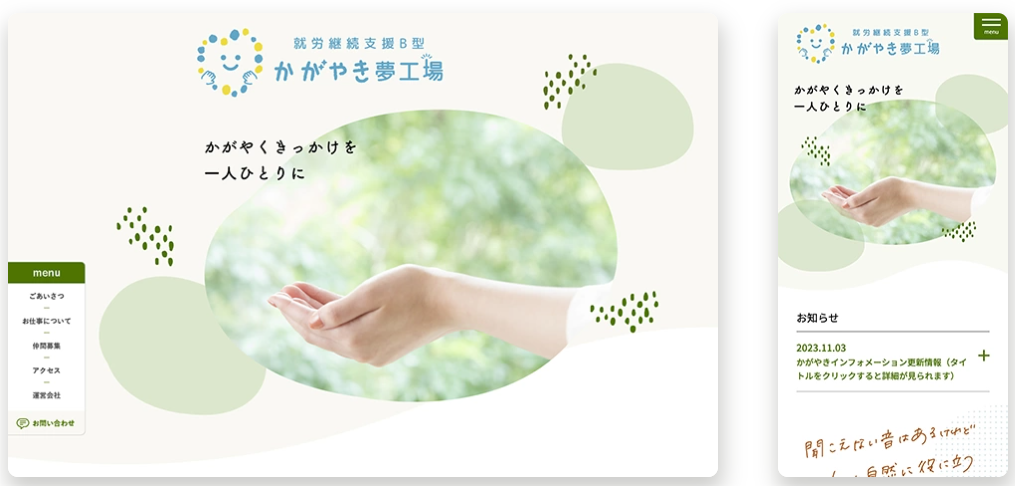 就労継続支援B型
かがやき夢工場
かがやくきっかけを
一人ひとりに
menu
ごあいさつ
お仕事について
仲間募集
アクセス
運営会社
お問い合わせ
menu
就労継続支援B型
かがやき夢工場
かがやくきっかけを
一人ひとりに
お知らせ
2023.11.03
かがやきインフォメーション更新情報（タイ
トルをクリックすると詳細が見られます）
聞こえない音はあるけれど
自然に役に立つ